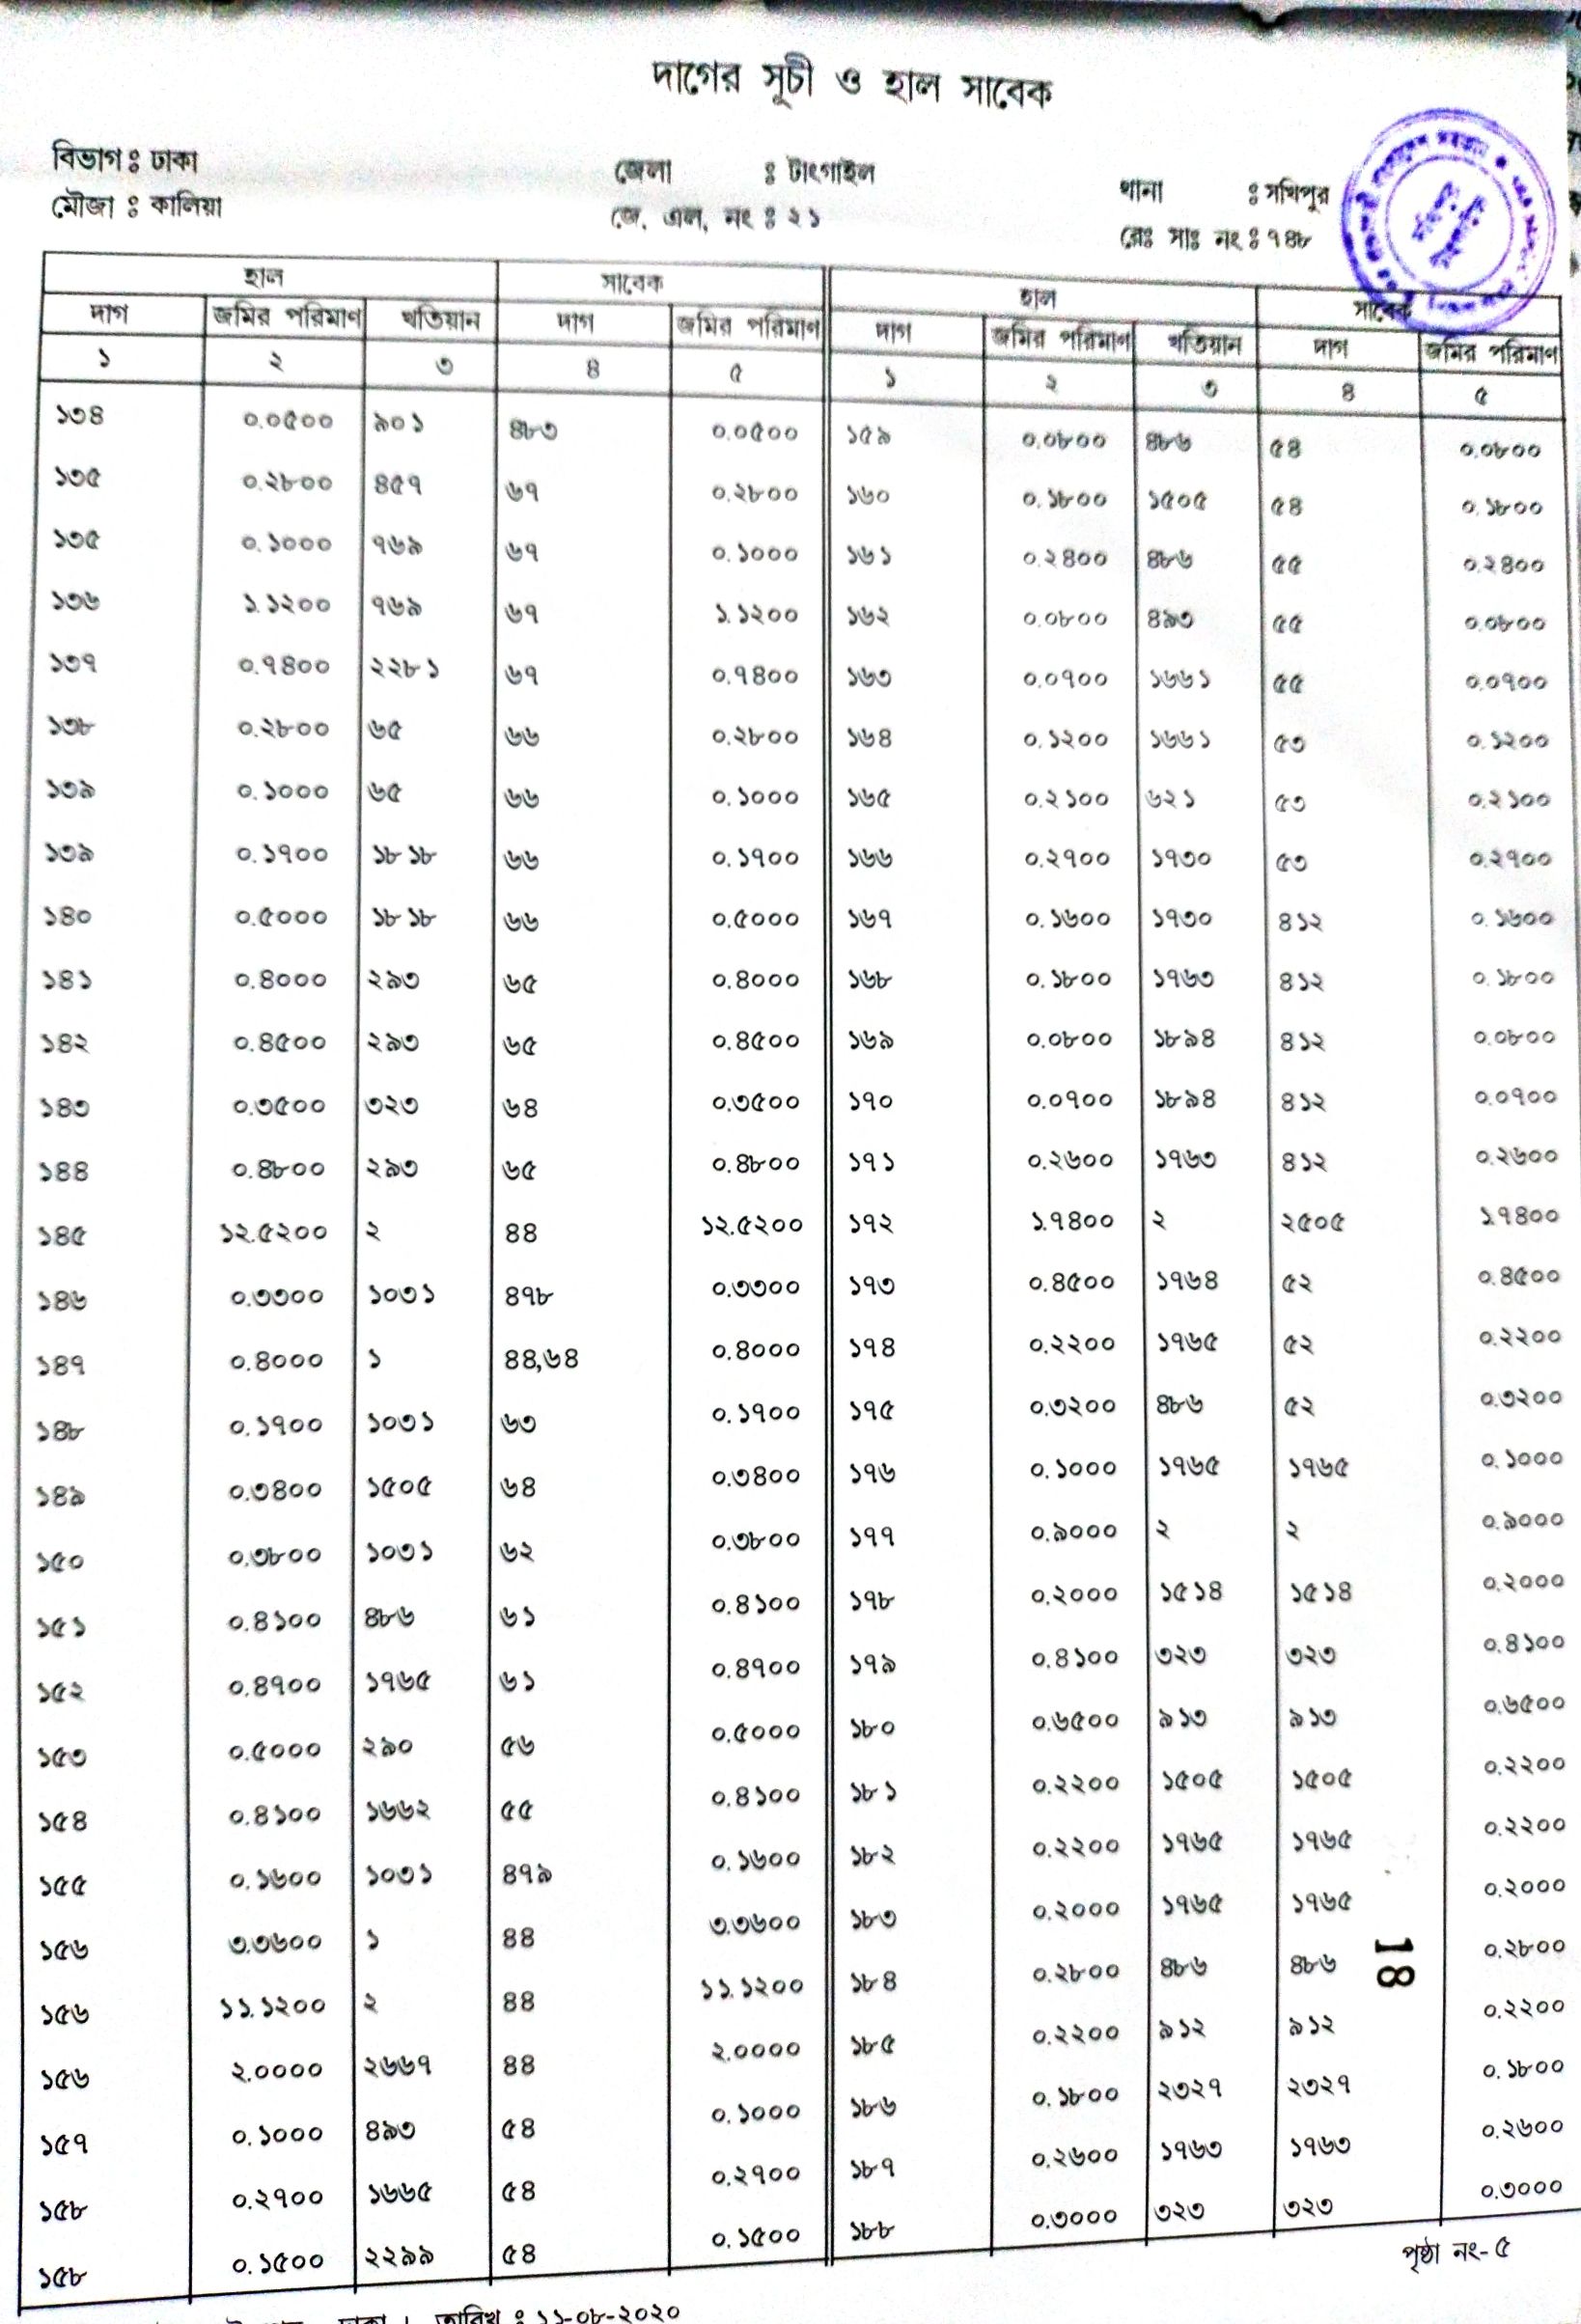 দাগের সূচী ও হাল সাবেক
বিভাগ ঃ ঢাকা জেলা ঃ টাংগাইল থানা ঃ সখিপুর
মৌজা ঃ কালিয়া জে. এল. নং ঃ ২১ রেঃ সাঃ নং ঃ ৭৪৮
হাল সাবেক হাল সাবেক
দাগ জমির পরিমাণ খতিয়ান দাগ জমির পরিমাণ দাগ জমির পরিমাণ খতিয়ান দাগ জমির পরিমাণ
১ ২ ৩ ৪ ৫ ১ ২ ৩ ৪ ৫
১৩৪ ০.০৫০০ ৯০১ ৪৮৩ ০.০৫০০ ১৫৯ ০.০৮০০ ৪৮৬ ৫৪ ০.০৮০০
১৩৫ ০.২৮০০ ৪৫৭ ৬৭ ০.২৮০০ ১৬০ ০.১৮০০ ১৫০৫ ৫৪ ০.১৮০০
১৩৫ ০.১০০০ ৭৬৯ ৬৭ ০.১০০০ ১৬১ ০.২৪০০ ৪৮৬ ৫৫ ০.২৪০০
১৩৬ ১.১২০০ ৭৬৯ ৬৭ ১.১২০০ ১৬২ ০.০৮০০ ৪৯৩ ৫৫ ০.০৮০০
১৩৭ ০.৭৪০০ ২২৮১ ৬৭ ০.৭৪০০ ১৬৩ ০.০৭০০ ১৬৬১ ৫৫ ০.০৭০০
১৩৮ ০.২৮০০ ৬৫ ৬৬ ০.২৮০০ ১৬৪ ০.১২০০ ১৬৬১ ৫৩ ০.১২০০
১৩৯ ০.১০০০ ৬৫ ৬৬ ০.১০০০ ১৬৫ ০.২১০০ ৬২১ ৫৩ ০.২১০০
১৩৯ ০.১৭০০ ১৮১৮ ৬৬ ০.১৭০০ ১৬৬ ০.২৭০০ ১৭৩০ ৫৩ ০.২৭০০
১৪০ ০.৫০০০ ১৮১৮ ৬৬ ০.৫০০০ ১৬৭ ০.১৬০০ ১৭৩০ ৪১২ ০.১৬০০
১৪১ ০.৪০০০ ২৯৩ ৬৫ ০.৪০০০ ১৬৮ ০.১৮০০ ১৭৬৩ ৪১২ ০.১৮০০
১৪২ ০.৪৫০০ ২৯৩ ৬৫ ০.৪৫০০ ১৬৯ ০.০৮০০ ১৮৯৪ ৪১২ ০.০৮০০
১৪৩ ০.৩৫০০ ৩২৩ ৬৪ ০.৩৫০০ ১৭০ ০.০৭০০ ১৮৯৪ ৪১২ ০.০৭০০
১৪৪ ০.৪৮০০ ২৯৩ ৬৫ ০.৪৮০০ ১৭১ ০.২৬০০ ১৭৬৩ ৪১২ ০.২৬০০
১৪৫ ১২.৫২০০ ২ ৪৪ ১২.৫২০০ ১৭২ ১.৭৪০০ ২ ২৫০৫ ১.৭৪০০
১৪৬ ০.৩৩০০ ১০৩১ ৪৭৮ ০.৩৩০০ ১৭৩ ০.৪৫০০ ১৭৬৪ ৫২ ০.৪৫০০
১৪৭ ০.৪০০০ ১ ৪৪,৬৪ ০.৪০০০ ১৭৪ ০.২২০০ ১৭৬৫ ৫২ ০.২২০০
১৪৮ ০.১৭০০ ১০৩১ ৬৩ ০.১৭০০ ১৭৫ ০.৩২০০ ৪৮৬ ৫২ ০.৩২০০
১৪৯ ০.৩৪০০ ১৫০৫ ৬৪ ০.৩৪০০ ১৭৬ ০.১০০০ ১৭৬৫ ১৭৬৫ ০.১০০০
১৫০ ০.৩৮০০ ১০৩১ ৬২ ০.৩৮০০ ১৭৭ ০.৯০০০ ২ ২ ০.৯০০০
১৫১ ০.৪১০০ ৪৮৬ ৬১ ০.৪১০০ ১৭৮ ০.২০০০ ১৫১৪ ১৫১৪ ০.২০০০
১৫২ ০.৪৭০০ ১৭৬৫ ৬১ ০.৪৭০০ ১৭৯ ০.৪১০০ ৩২৩ ৩২৩ ০.৪১০০
১৫৩ ০.৫০০০ ২৯০ ৫৬ ০.৫০০০ ১৮০ ০.৬৫০০ ৯১৩ ৯১৩ ০.৬৫০০
১৫৪ ০.৪১০০ ১৬৬২ ৫৫ ০.৪১০০ ১৮১ ০.২২০০ ১৫০৫ ১৫০৫ ০.২২০০
১৫৫ ০.১৬০০ ১০৩১ ৪৭৯ ০.১৬০০ ১৮২ ০.২২০০ ১৭৬৫ ১৭৬৫ ০.২২০০
১৫৬ ৩.৩৬০০ ১ ৪৪ ৩.৩৬০০ ১৮৩ ০.২০০০ ১৭৬৫ ১৭৬৫ ০.২০০০
১৫৬ ১১.১২০০ ২ ৪৪ ১১.১২০০ ১৮৪ ০.২৮০০ ৪৮৬ ৪৮৬ ০.২৮০০
১৫৬ ২.০০০০ ২৬৬৭ ৪৪ ২.০০০০ ১৮৫ ০.২২০০ ৯১২ ৯১২ ০.২২০০
১৫৭ ০.১০০০ ৪৯৩ ৫৪ ০.১০০০ ১৮৬ ০.১৮০০ ২৩২৭ ২৩২৭ ০.১৮০০
১৫৮ ০.২৭০০ ১৬৬৫ ৫৪ ০.২৭০০ ১৮৭ ০.২৬০০ ১৭৬৩ ১৭৬৩ ০.২৬০০
১৫৮ ০.১৫০০ ২২৯৯ ৫৪ ০.১৫০০ ১৮৮ ০.৩০০০ ৩২৩ ৩২৩ ০.৩০০০
18
পৃষ্ঠা নং- ৫
ঢাকা । তারিখ ঃ ১১-০৮-২০২০